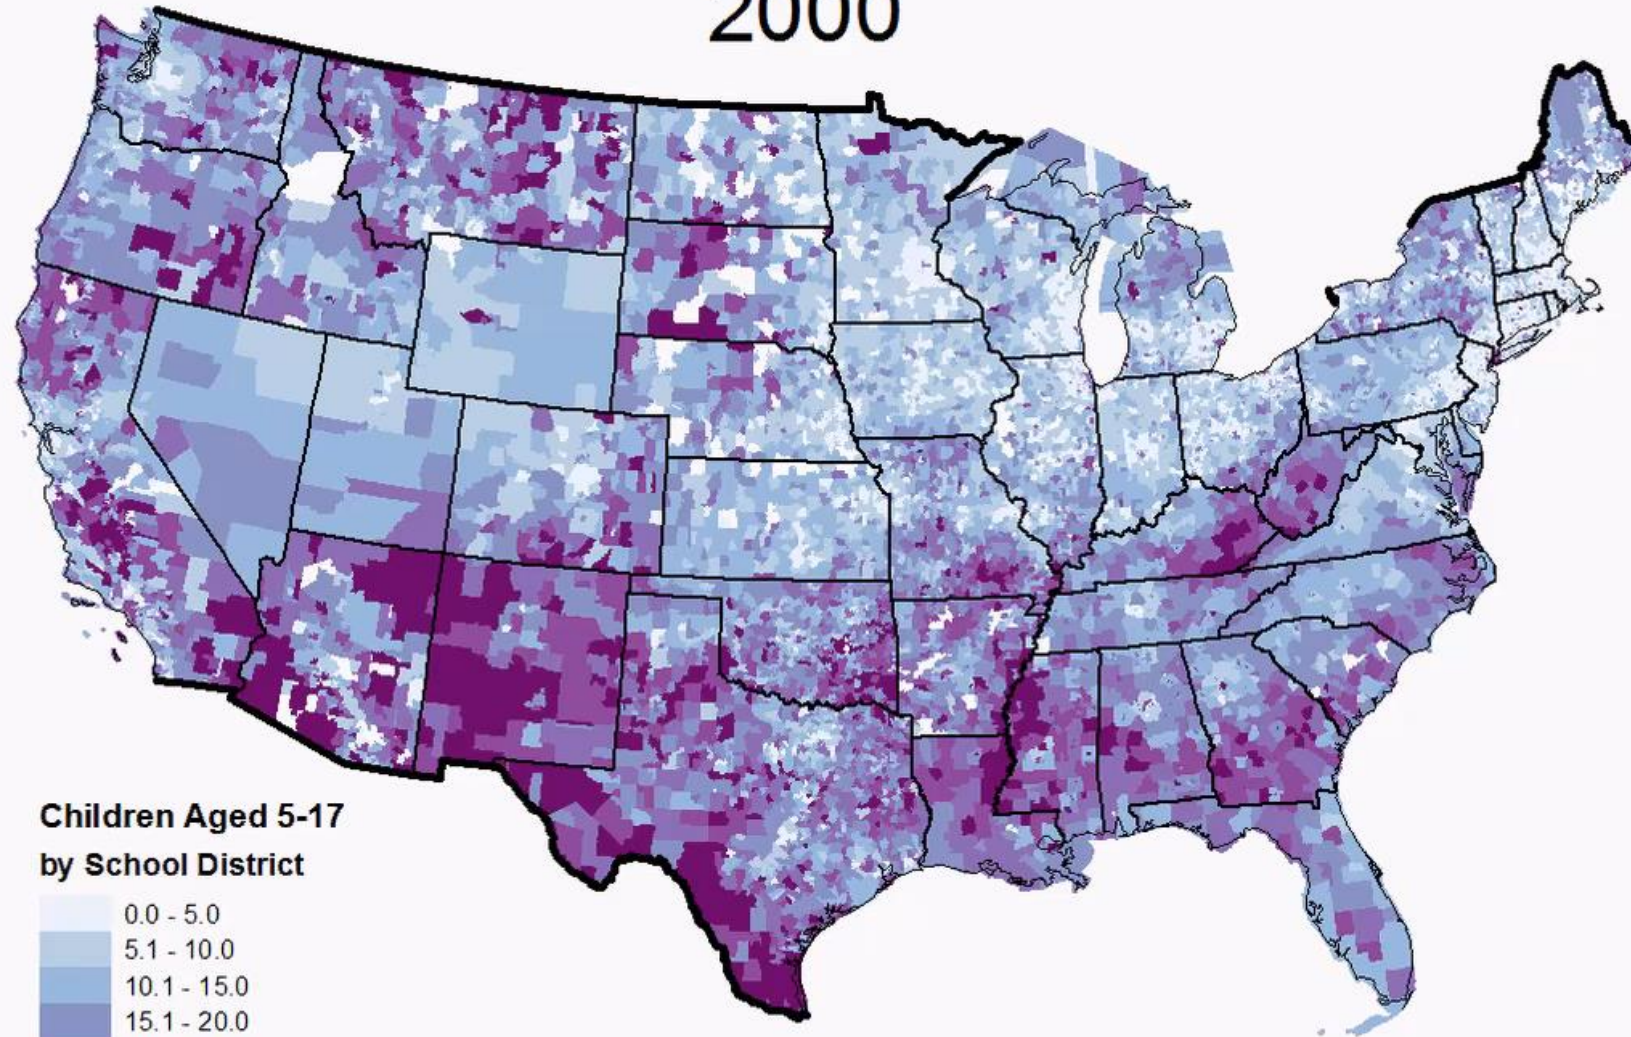 2000
Children Aged 5-17
by School District
0.0 - 5.0
5.1 - 10.0
10.1 - 15.0
15.1 - 20.0